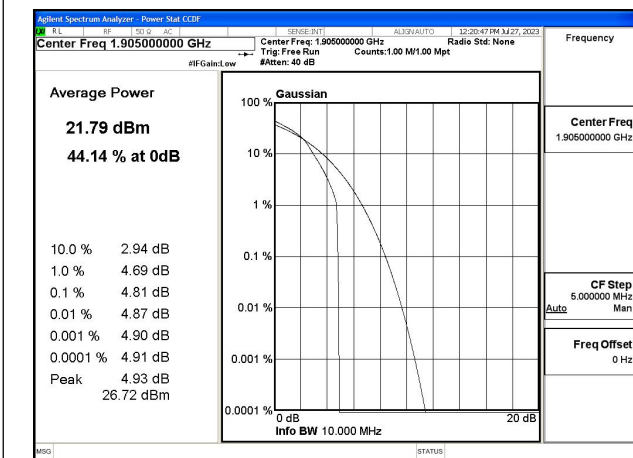 Agilent Spectrum Analyzer - Power Stat CCDF
RL RF 50 Ω AC SENSE:INT ALIGN AUTO 12:20:47 PM Jul 27, 2023
Center Freq 1.905000000 GHz
Center Freq: 1.905000000 GHz Radio Std: None
Trig: Free Run Counts:1.00 M/1.00 Mpt
#IFGain:Low #Atten: 40 dB
Frequency
Average Power
21.79 dBm
44.14 % at 0dB
10.0 % 2.94 dB
1.0 % 4.69 dB
0.1 % 4.81 dB
0.01 % 4.87 dB
0.001 % 4.90 dB
0.0001 % 4.91 dB
Peak 4.93 dB
26.72 dBm
Gaussian
100 %
10 %
1 %
0.1 %
0.01 %
0.001 %
0.0001 %
0 dB 20 dB
Info BW 10.000 MHz
Center Freq
1.905000000 GHz
CF Step
5.000000 MHz
Auto Man
Freq Offset
0 Hz
MSG STATUS